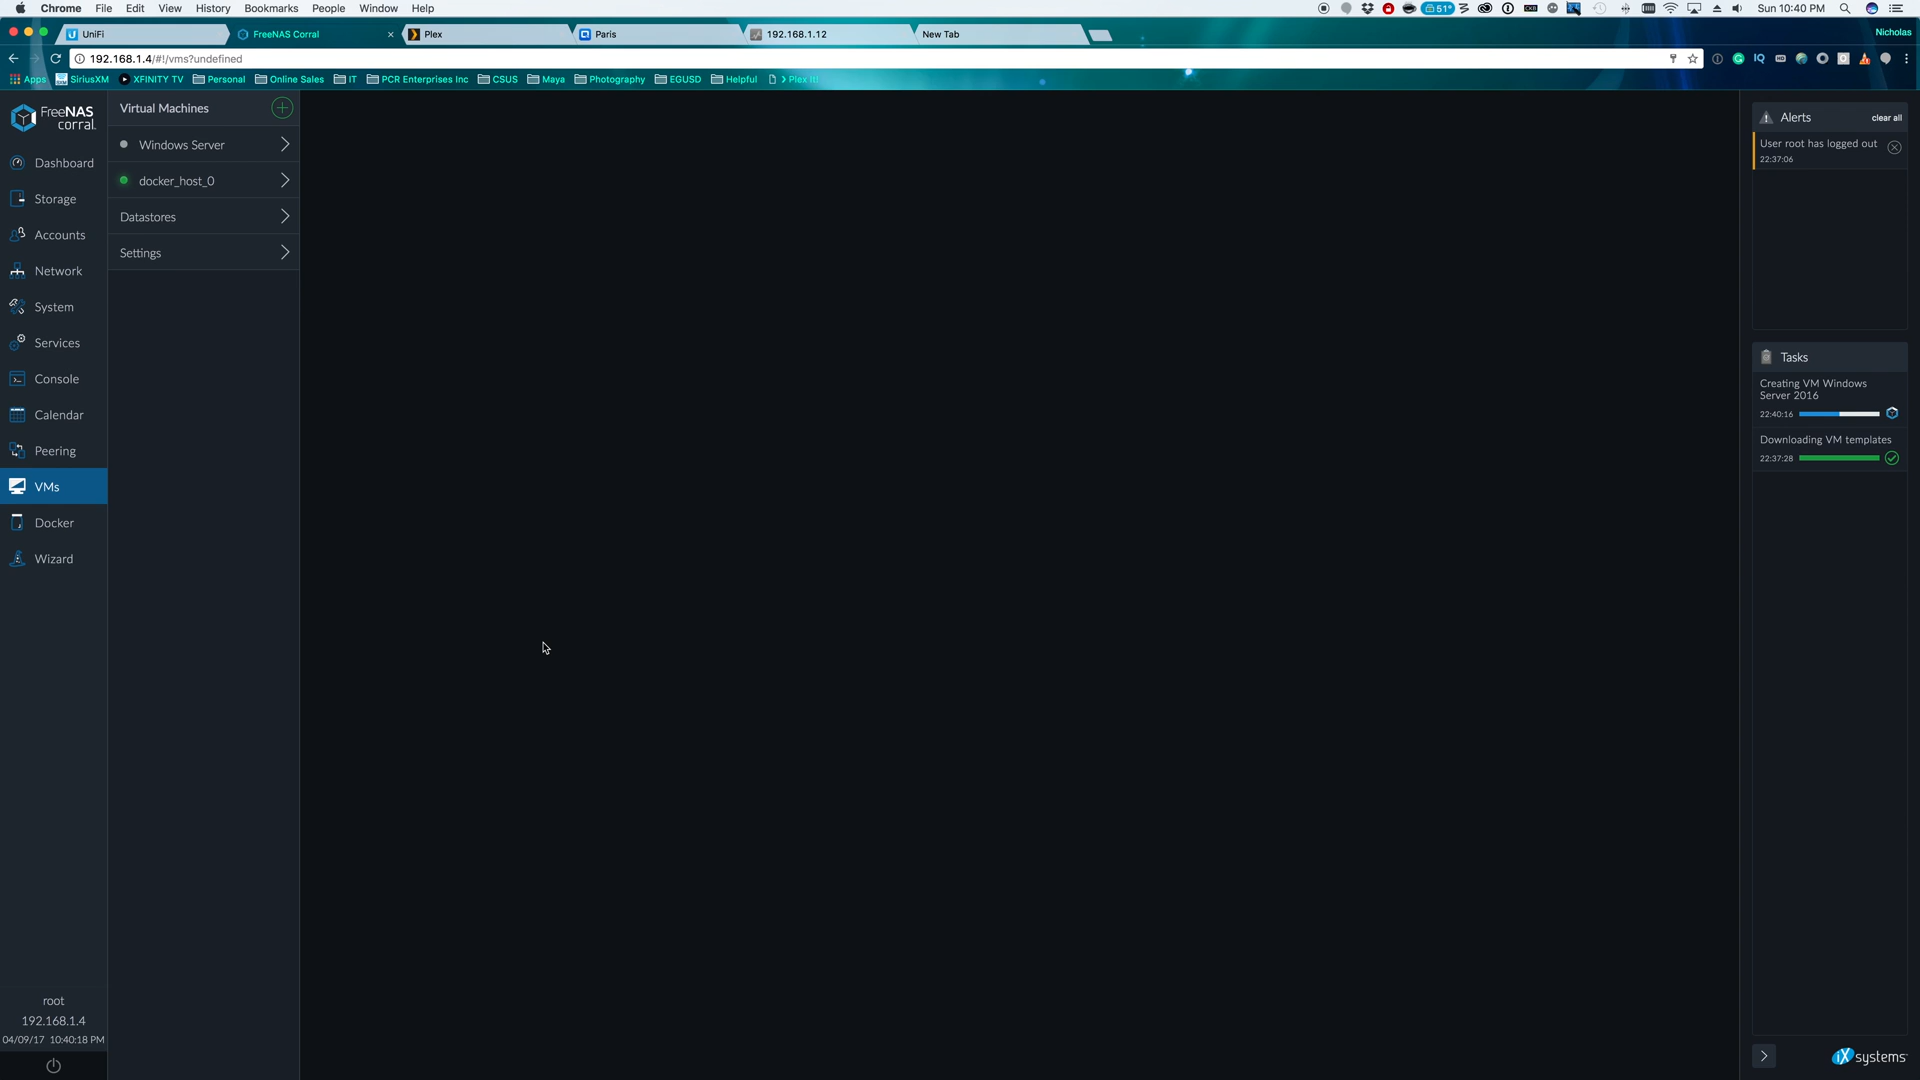 Chrome File Edit View History Bookmarks People Window Help
51° Sun 10:40 PM
UniFi
FreeNAS Corral
Plex
Paris
192.168.1.12
New Tab
Nicholas
192.168.1.4/#!/vms?undefined
Apps SiriusXM XFINITY TV Personal Online Sales IT PCR Enterprises Inc CSUS Maya Photography EGUSD Helpful > Plex It!
FreeNAS
corral
Dashboard
Storage
Accounts
Network
System
Services
Console
Calendar
Peering
VMs
Docker
Wizard
root
192.168.1.4
04/09/17 10:40:18 PM
Virtual Machines
Windows Server
docker_host_0
Datastores
Settings
Alerts clear all
User root has logged out
22:37:06
Tasks
Creating VM Windows
Server 2016
22:40:16
Downloading VM templates
22:37:28
iXsystems